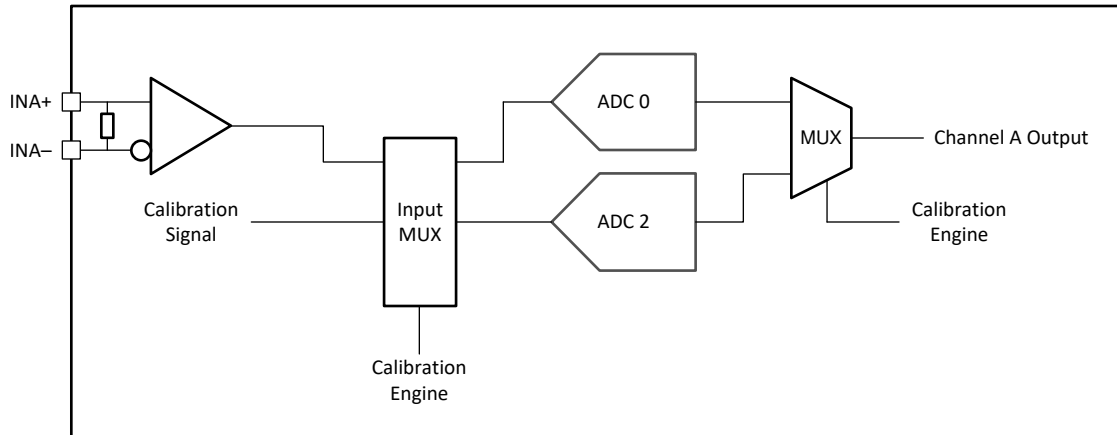 INA+
INA–
ADC 0
MUX
Channel A Output
Calibration
Signal
Input
MUX
ADC 2
Calibration
Engine
Calibration
Engine